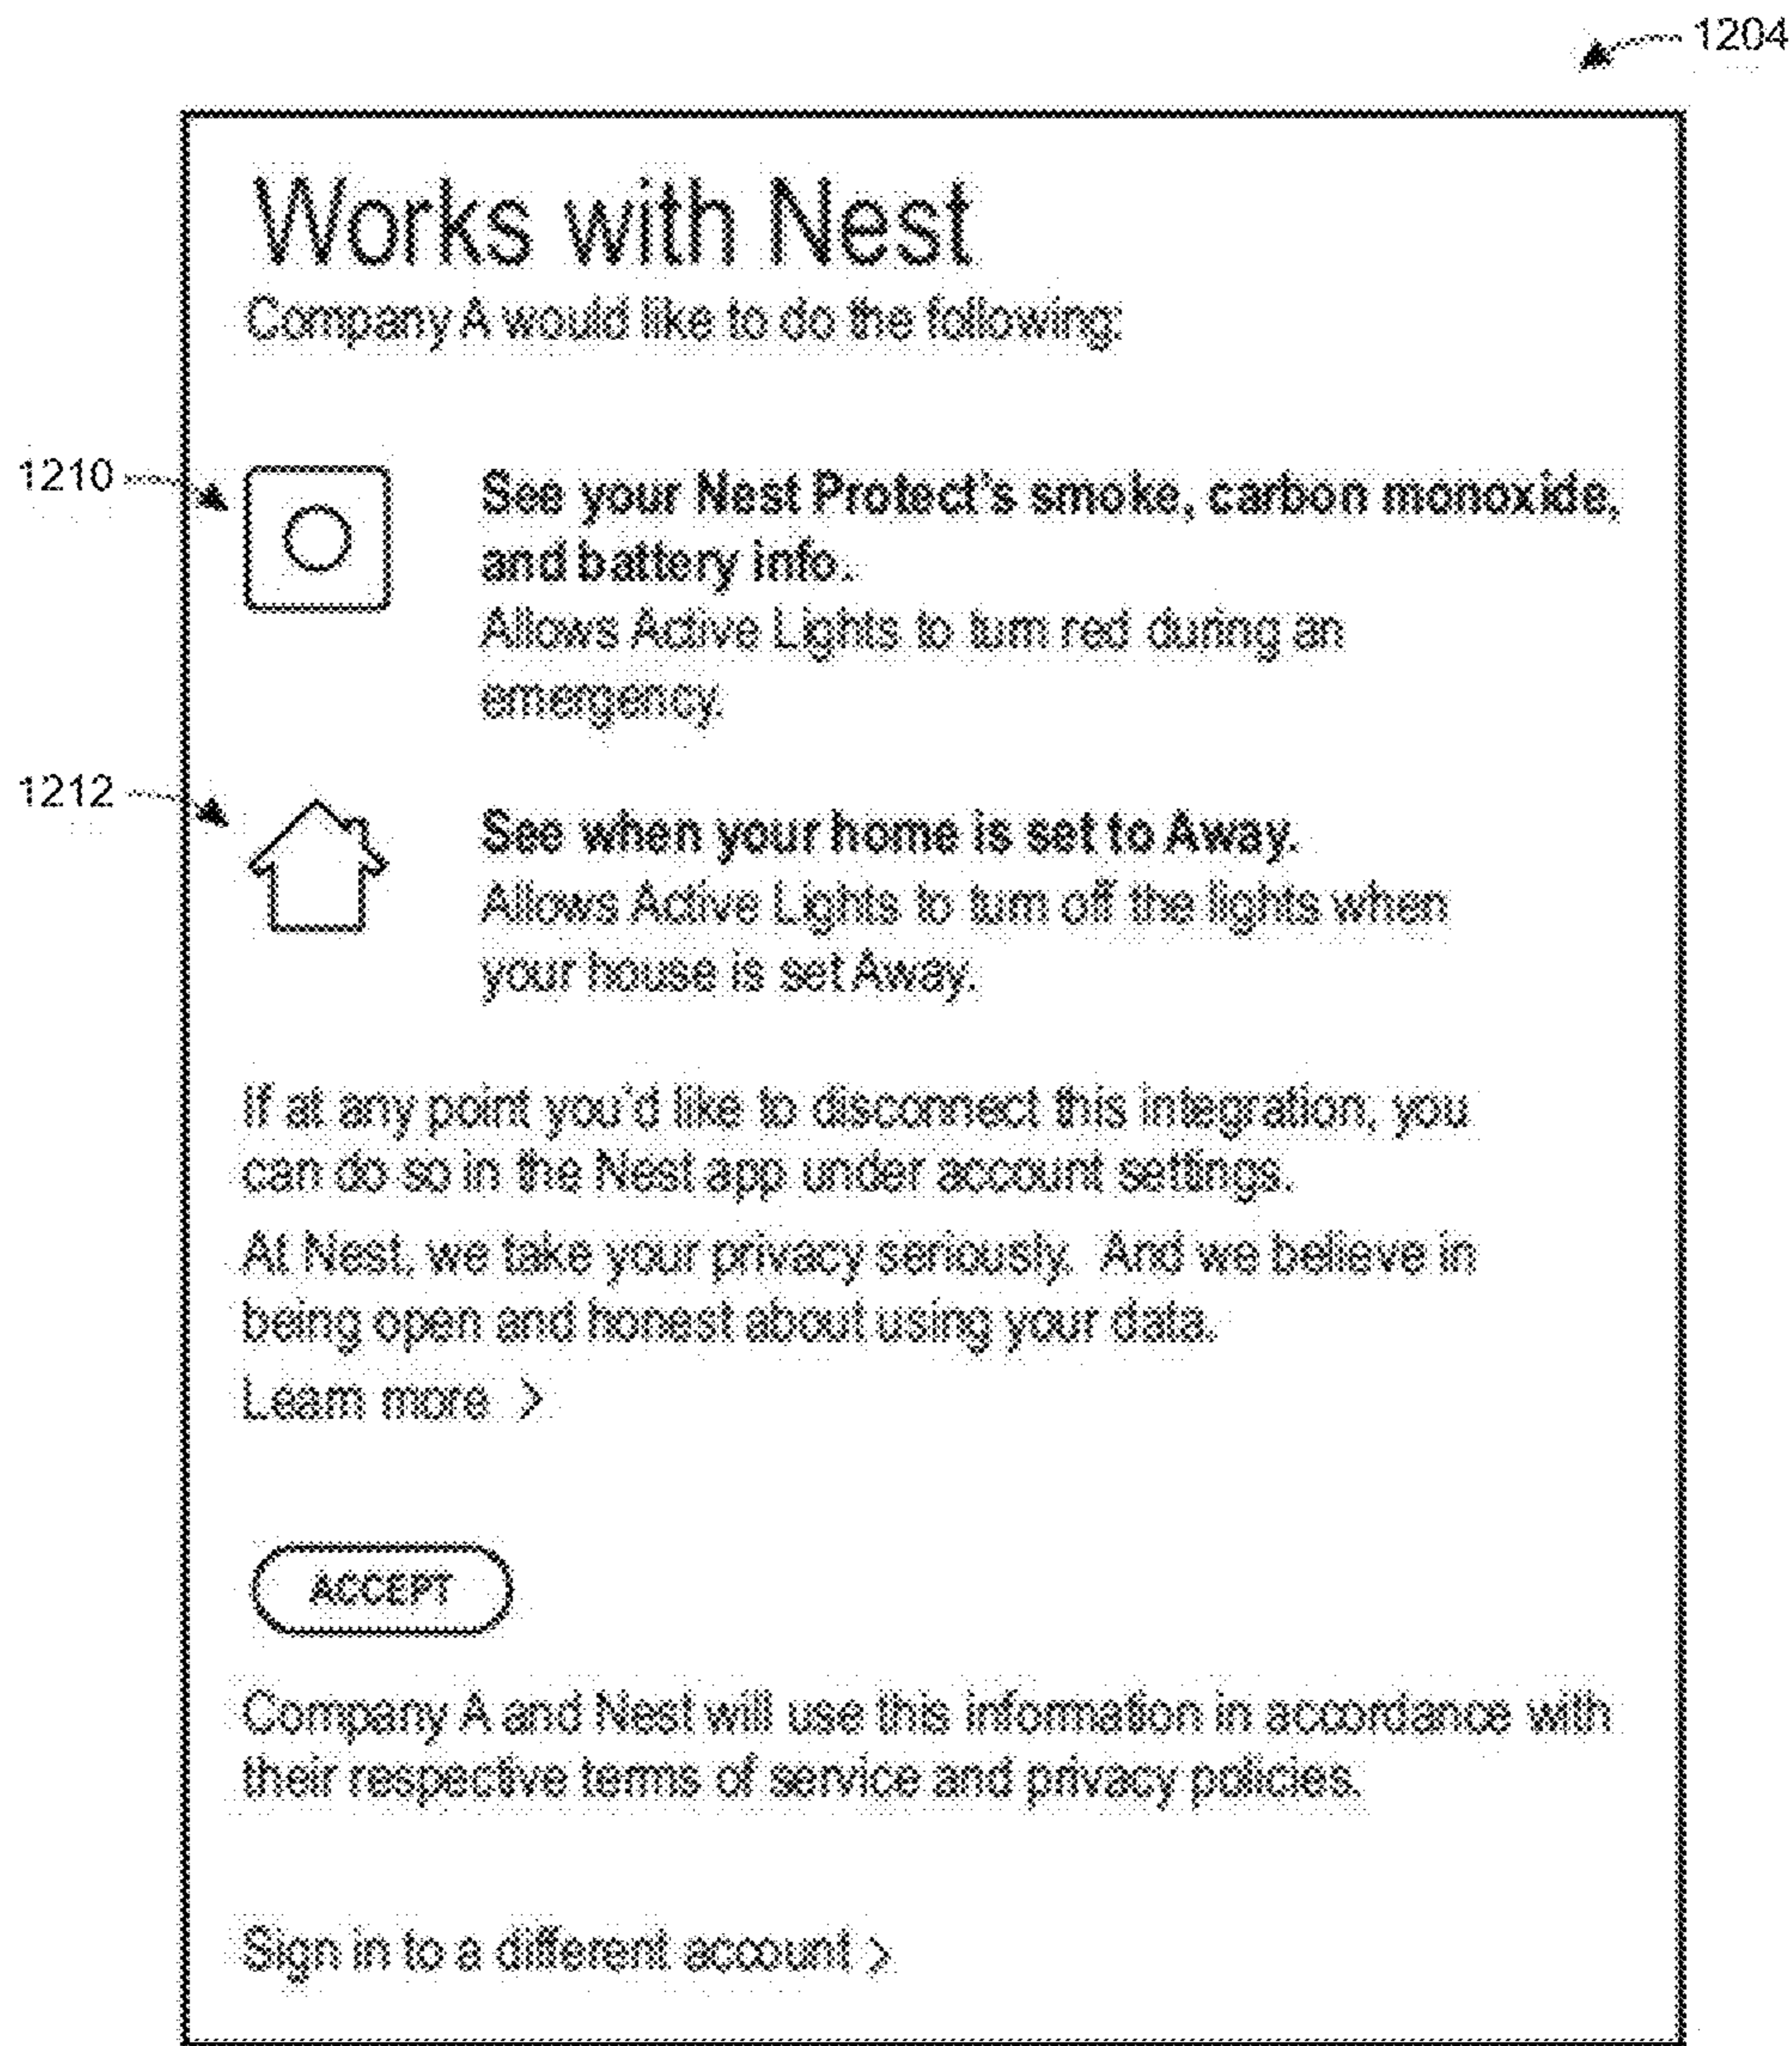 1204
Works with Nest
Company A would like to do the following:
1210
See your Nest Protect's smoke, carbon monoxide,
and battery info.
Allows Active Lights to turn red during an
emergency.
1212
See when your home is set to Away.
Allows Active Lights to turn off the lights when
your house is set Away.
If at any point you'd like to disconnect this integration, you
can do so in the Nest app under account settings.
At Nest, we take your privacy seriously. And we believe in
being open and honest about using your data.
Learn more >
ACCEPT
Company A and Nest will use this information in accordance with
their respective terms of service and privacy policies.
Sign in to a different account >